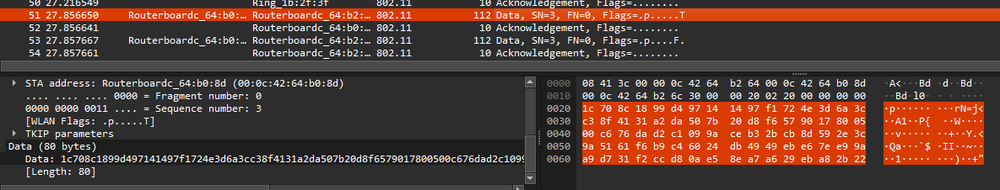 50 27.216549 Ring_1b:2f:3f 802.11 10 Acknowledgement, Flags=........
51 27.856650 Routerboardc_64:b0:… Routerboardc_64:b2:… 802.11 112 Data, SN=3, FN=0, Flags=.p.....T
52 27.856641 Routerboardc_64:b0:… 802.11 10 Acknowledgement, Flags=........
53 27.857667 Routerboardc_64:b0:… Routerboardc_64:b0:… 802.11 112 Data, SN=3, FN=0, Flags=.p....F.
54 27.857661 Routerboardc_64:b2:… 802.11 10 Acknowledgement, Flags=........
STA address: Routerboardc_64:b0:8d (00:0c:42:64:b0:8d)
.... .... .... 0000 = Fragment number: 0
0000 0000 0011 .... = Sequence number: 3
[WLAN Flags: .p.....T]
TKIP parameters
Data (80 bytes)
Data: 1c708c1899d497141497f1724e3d6a3cc38f4131a2da507b20d8f6579017800500c676dad2c1099
[Length: 80]
0000 08 41 3c 00 00 0c 42 64 b2 64 00 0c 42 64 b0 8d ·A<···Bd ·d··Bd··
0010 00 0c 42 64 b2 6c 30 00 00 20 02 20 00 00 00 00 ··Bd·l0· · · ····
0020 1c 70 8c 18 99 d4 97 14 14 97 f1 72 4e 3d 6a 3c ·p······ ···rN=j<
0030 c3 8f 41 31 a2 da 50 7b 20 d8 f6 57 90 17 80 05 ··A1··P{ ··W····
0040 00 c6 76 da d2 c1 09 9a ce b3 2b cb 8d 59 2e 3c ··v····· ··+··Y.<
0050 9a 51 61 f6 b9 c4 60 24 db 49 49 eb e6 7e e9 9a ·Qa···`$ ·II··~··
0060 a9 d7 31 f2 cc d8 0a e5 8e a7 a6 29 eb a8 2b 22 ··1····· ···)··+"